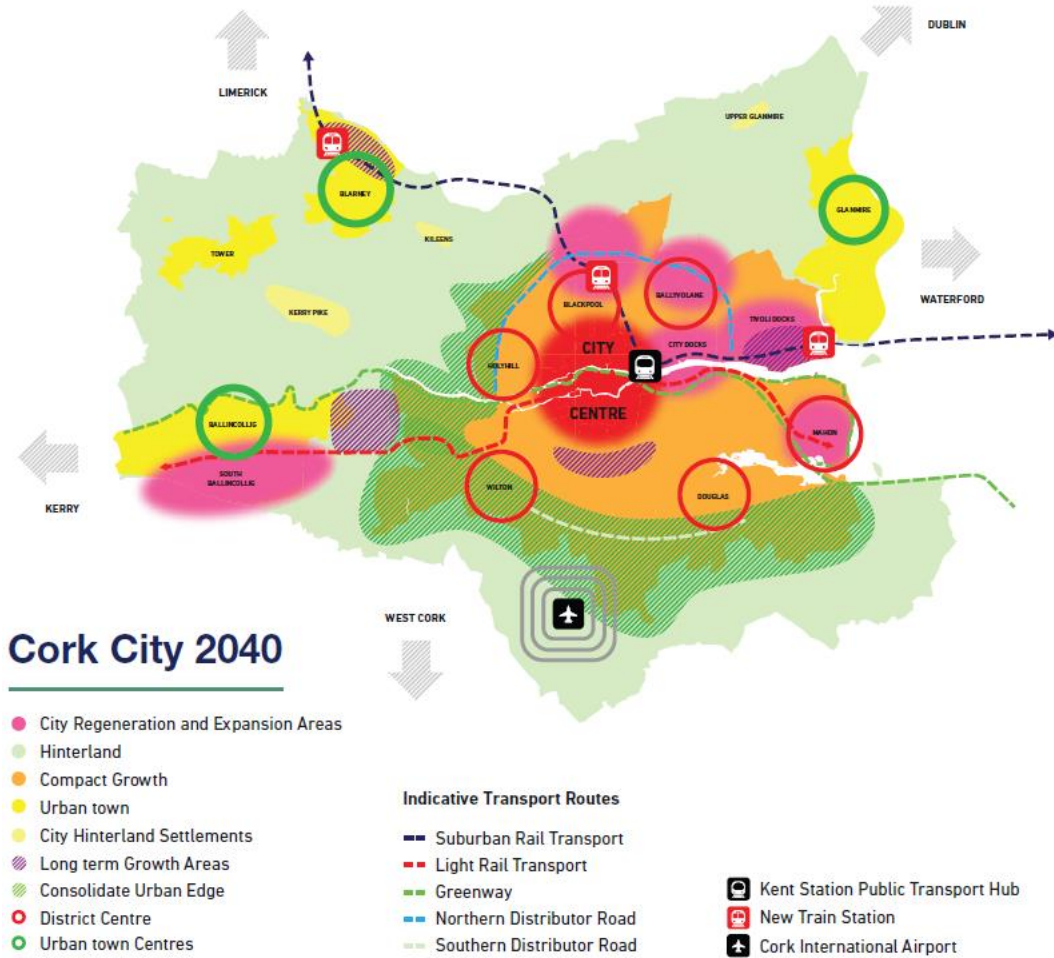 DUBLIN
LIMERICK
UPPER GLANMIRE
BLARNEY
GLANMIRE
TOWER
KILEENS
WATERFORD
KERRY PIKE
BLACKPOOL
BALLYVOLANE
TIVOLI DOCKS
CITY
CITY DOCKS
HOLYHILL
CENTRE
BALLINCOLLIG
MAHON
SOUTH
BALLINCOLLIG
WILTON
DOUGLAS
KERRY
WEST CORK
Cork City 2040
City Regeneration and Expansion Areas
Hinterland
Compact Growth
Urban town
City Hinterland Settlements
Long term Growth Areas
Consolidate Urban Edge
District Centre
Urban town Centres
Indicative Transport Routes
Suburban Rail Transport
Light Rail Transport
Greenway
Northern Distributor Road
Southern Distributor Road
Kent Station Public Transport Hub
New Train Station
Cork International Airport